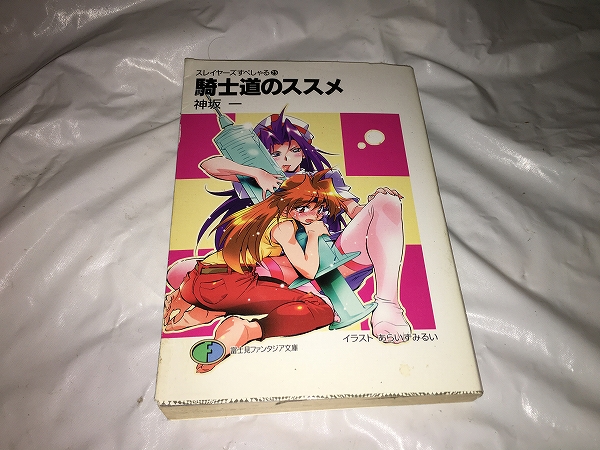 スレイヤーズすぺしゃる㉓
騎士道のススメ
神坂 一
イラスト あらいずみるい
F
富士見ファンタジア文庫